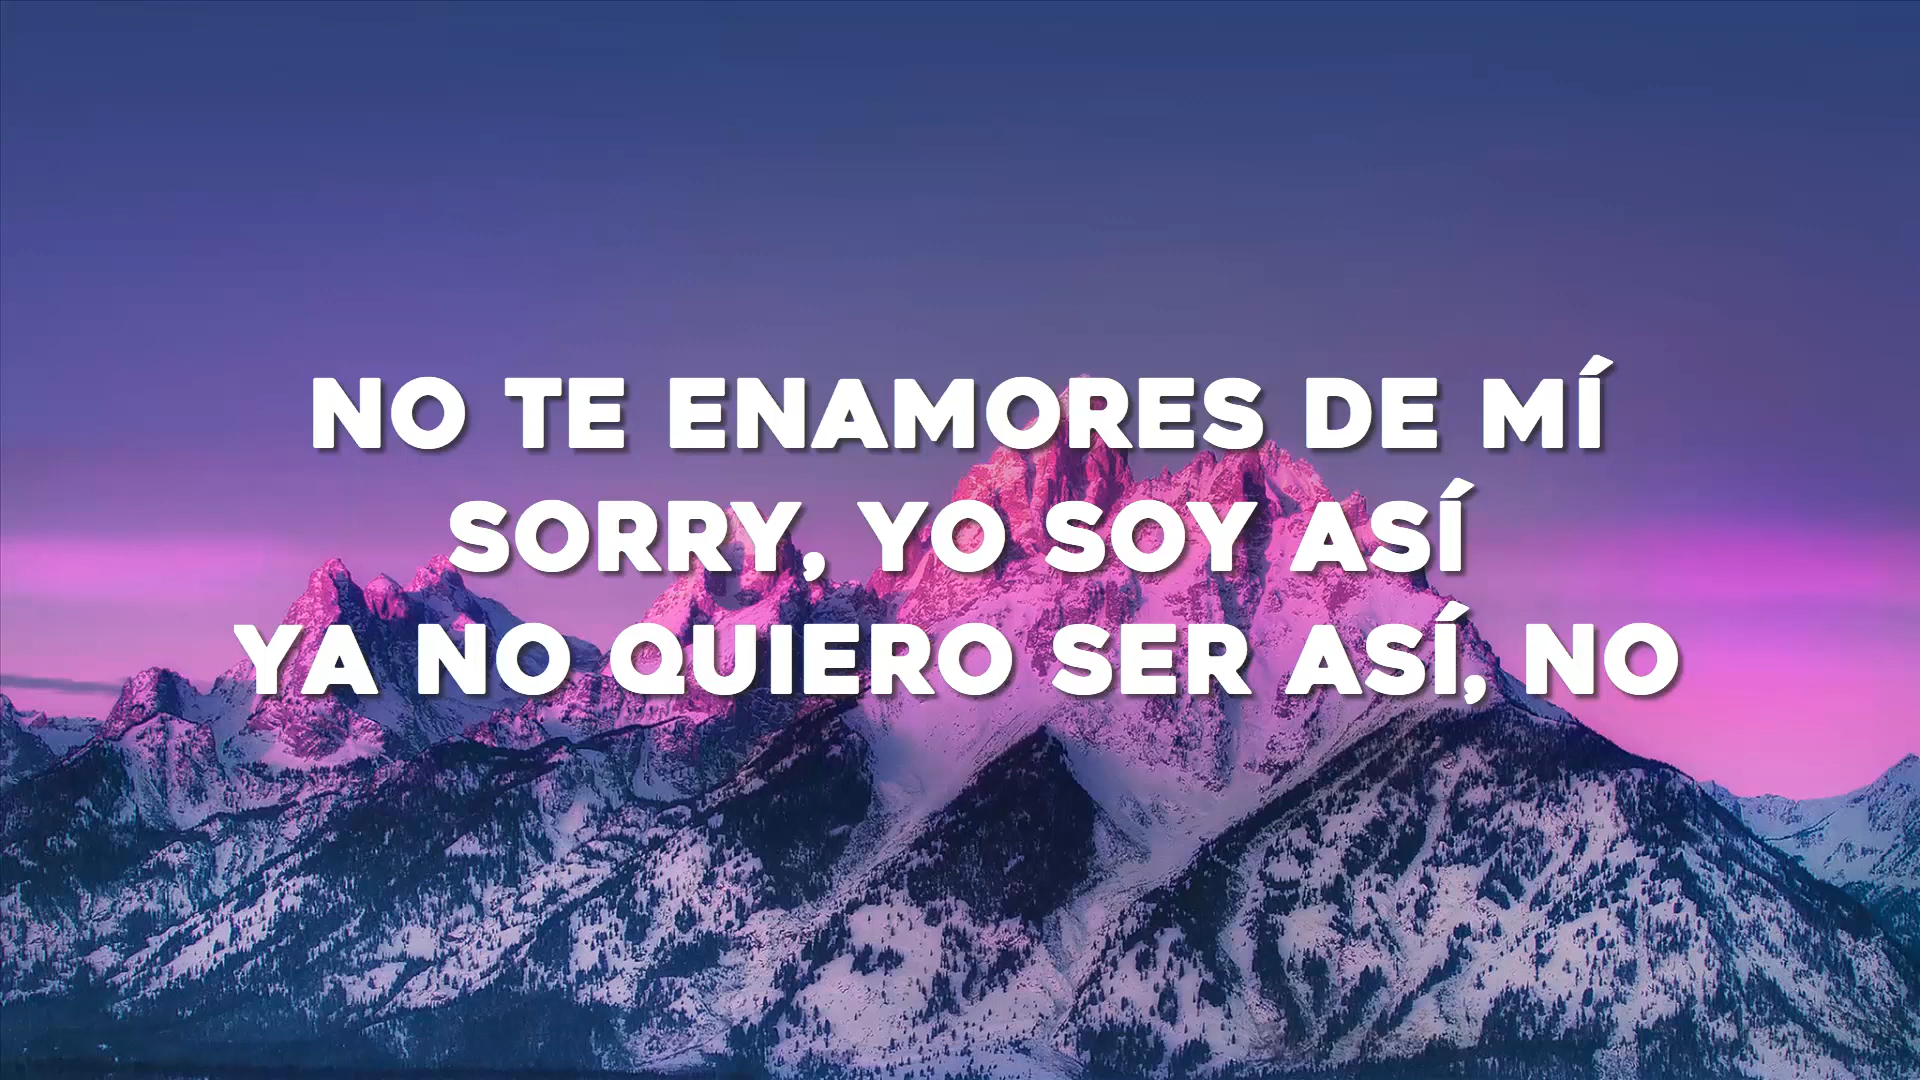 NO TE ENAMORES DE MÍ
SORRY, YO SOY ASÍ
YA NO QUIERO SER ASÍ, NO